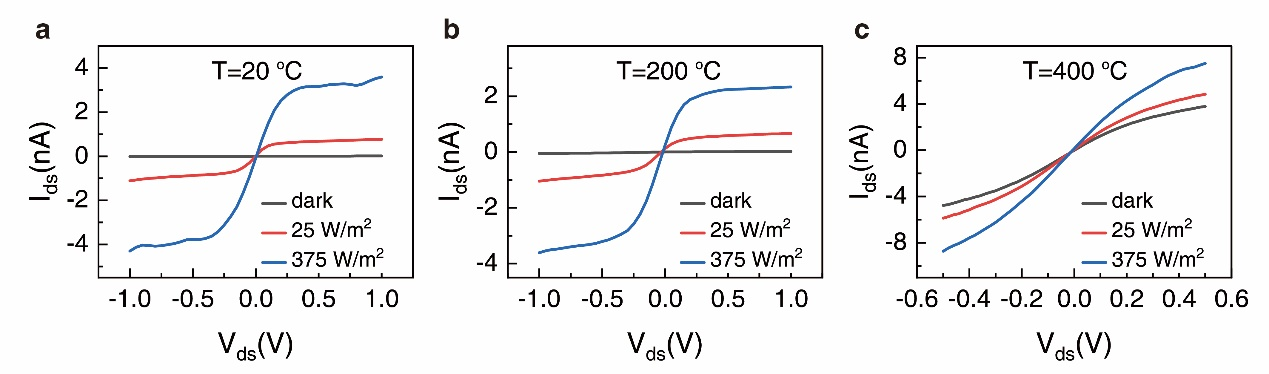 a
T=20 °C
4
2
0
-2
-4
I_ds(nA)
dark
25 W/m²
375 W/m²
-1.0 -0.5 0.0 0.5 1.0
V_ds(V)
b
T=200 °C
2
0
-2
-4
I_ds(nA)
dark
25 W/m²
375 W/m²
-1.0 -0.5 0.0 0.5 1.0
V_ds(V)
c
T=400 °C
8
4
0
-4
-8
I_ds(nA)
dark
25 W/m²
375 W/m²
-0.6 -0.4 -0.2 0.0 0.2 0.4 0.6
V_ds(V)